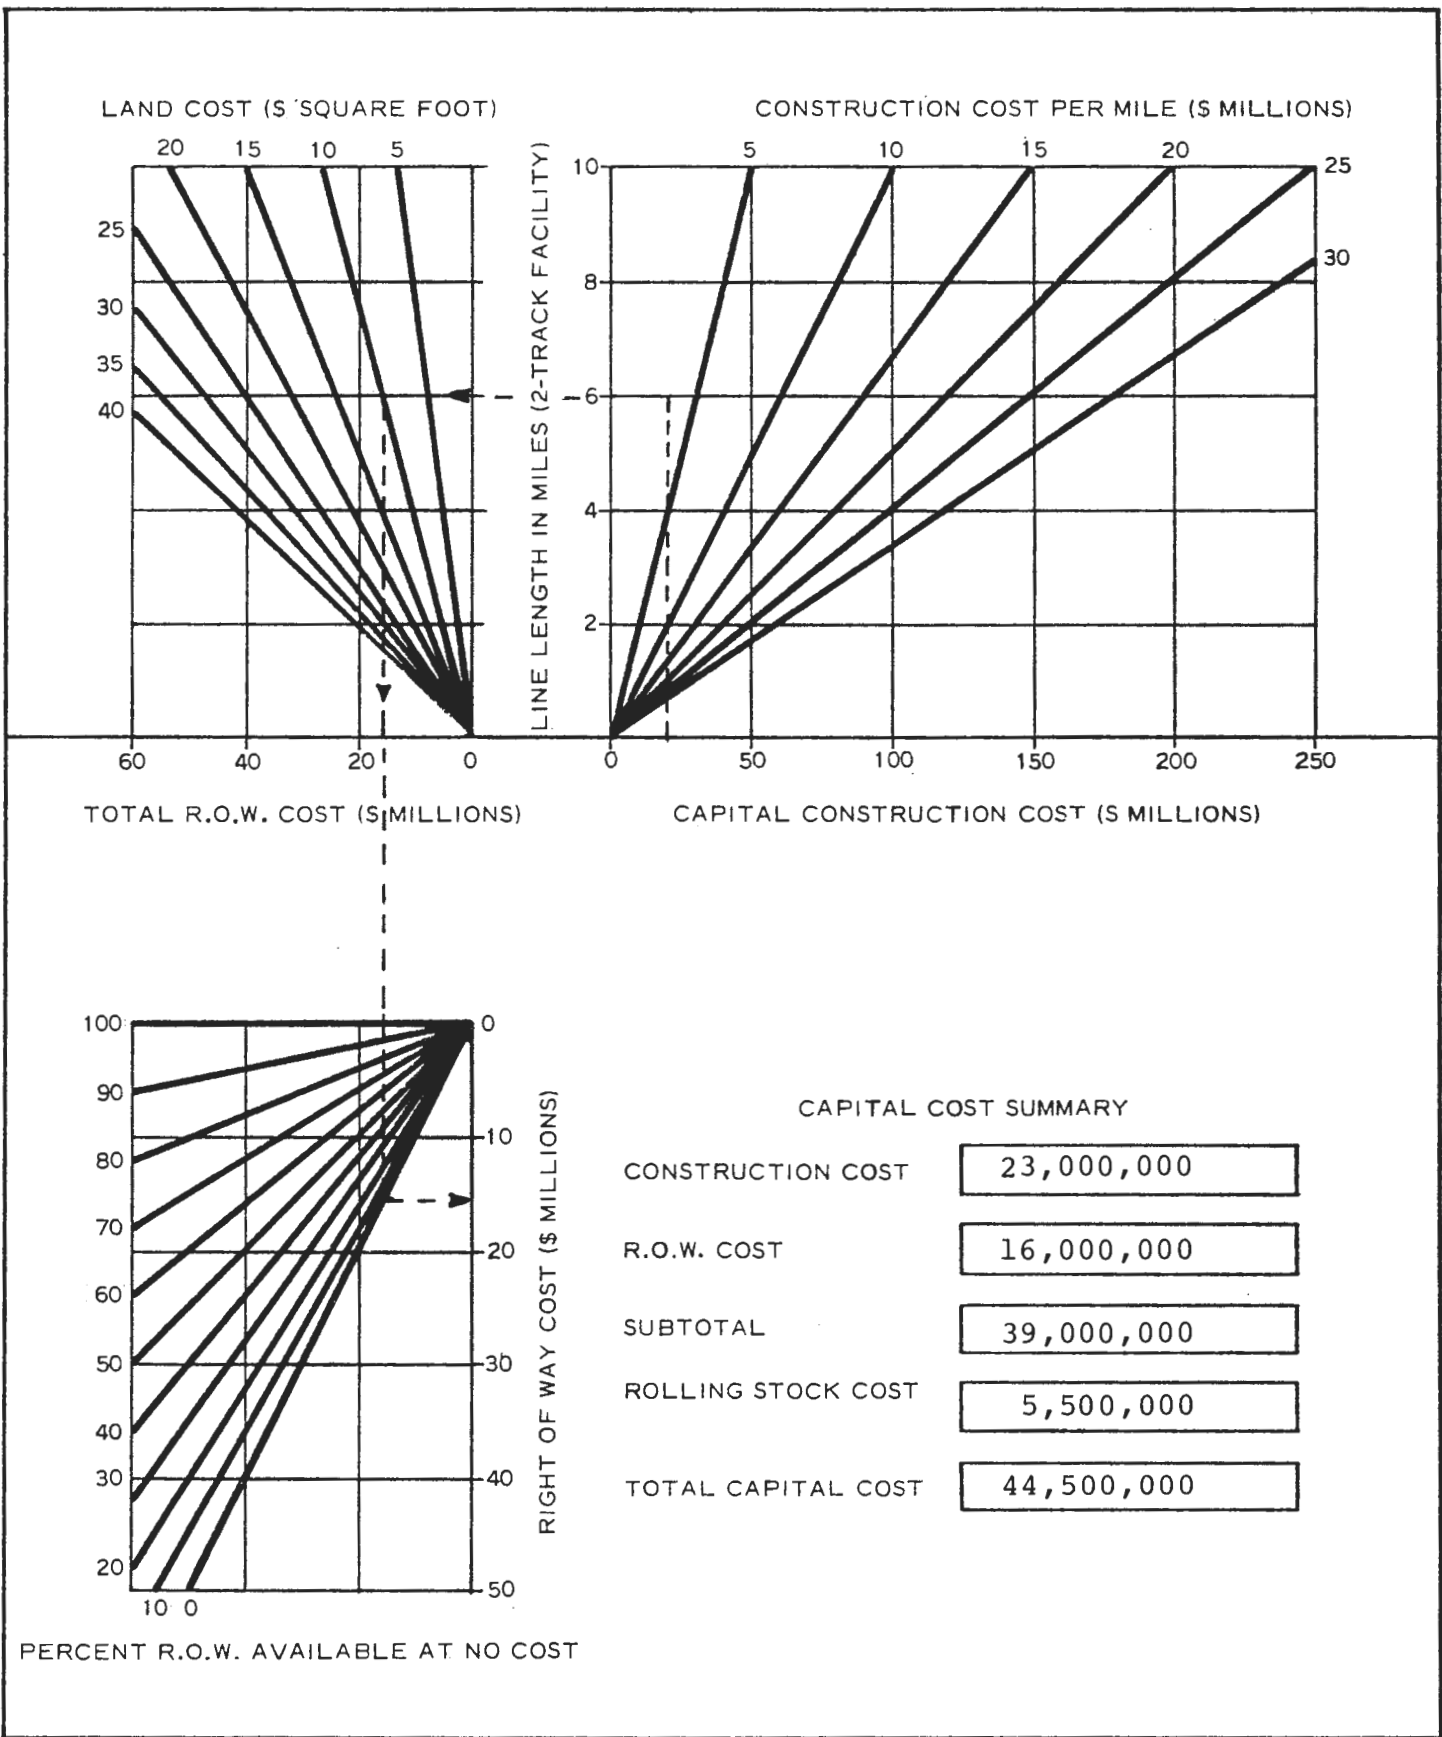 LAND COST ($ SQUARE FOOT)
20 15 10 5
25
30
35
40
60 40 20 0
TOTAL R.O.W. COST ($ MILLIONS)
LINE LENGTH IN MILES (2-TRACK FACILITY)
CONSTRUCTION COST PER MILE ($ MILLIONS)
5 10 15 20
25
30
10
8
6
4
2
0 50 100 150 200 250
CAPITAL CONSTRUCTION COST ($ MILLIONS)
100
90
80
70
60
50
40
30
20
10 0
0
10
20
30
40
50
RIGHT OF WAY COST ($ MILLIONS)
PERCENT R.O.W. AVAILABLE AT NO COST
CAPITAL COST SUMMARY
CONSTRUCTION COST 23,000,000
R.O.W. COST 16,000,000
SUBTOTAL 39,000,000
ROLLING STOCK COST 5,500,000
TOTAL CAPITAL COST 44,500,000